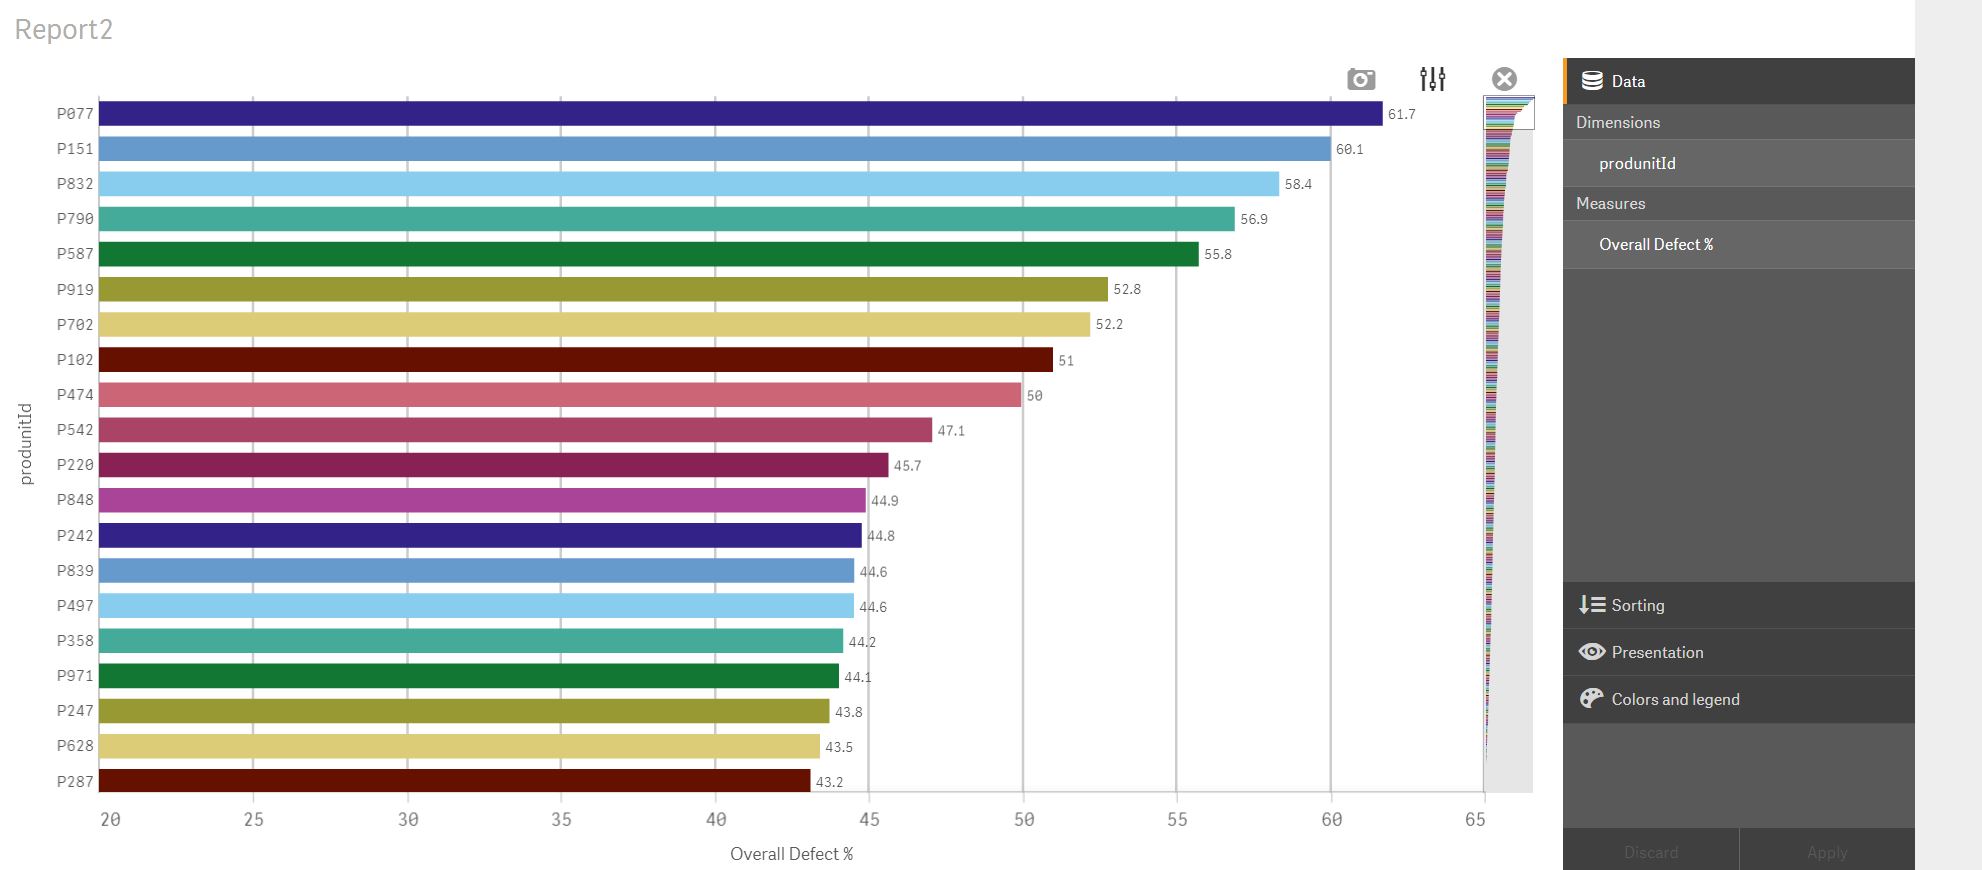 Report2
P077 61.7
P151 60.1
P832 58.4
P790 56.9
P587 55.8
P919 52.8
P702 52.2
P102 51
P474 50
P542 47.1
P220 45.7
P848 44.9
P242 44.8
P839 44.6
P497 44.6
P358 44.2
P971 44.1
P247 43.8
P628 43.5
P287 43.2
produnitId
20 25 30 35 40 45 50 55 60 65
Overall Defect %
Data
Dimensions
produnitId
Measures
Overall Defect %
Sorting
Presentation
Colors and legend
Discard Apply